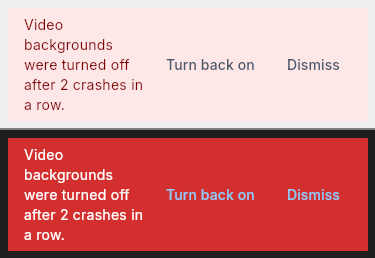 Video
backgrounds
were turned off
after 2 crashes in
a row.
Turn back on
Dismiss
Video
backgrounds
were turned off
after 2 crashes in
a row.
Turn back on
Dismiss